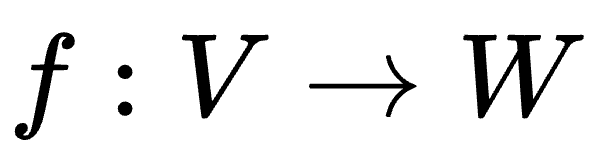 f : V → W